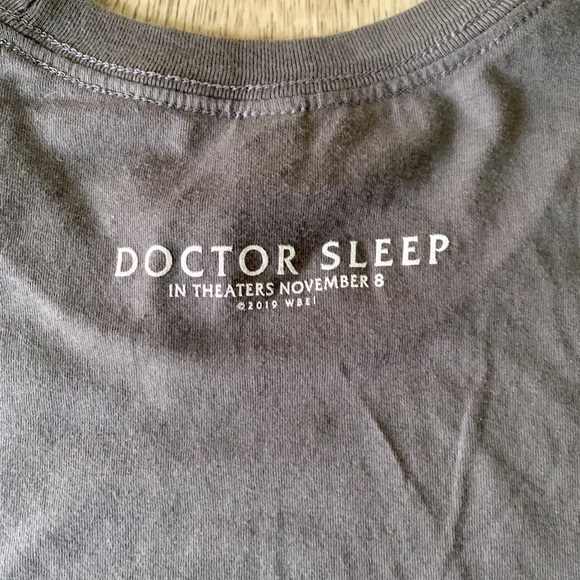 DOCTOR SLEEP
IN THEATERS NOVEMBER 8
©2019 WBEI